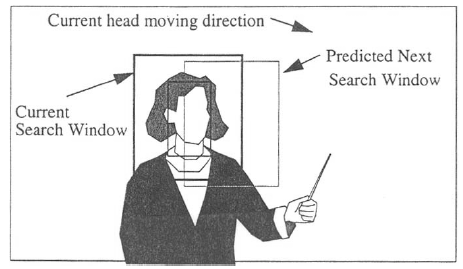 Current head moving direction
Predicted Next
Search Window
Current
Search Window